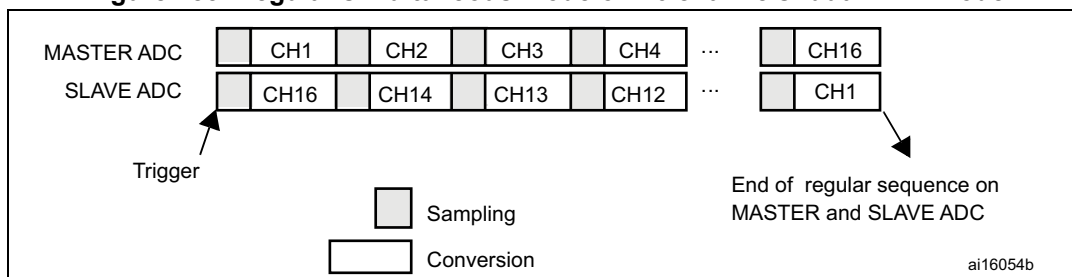 MASTER ADC CH1 CH2 CH3 CH4 ... CH16
SLAVE ADC CH16 CH14 CH13 CH12 ... CH1
Trigger
End of regular sequence on
MASTER and SLAVE ADC
Sampling
Conversion
ai16054b